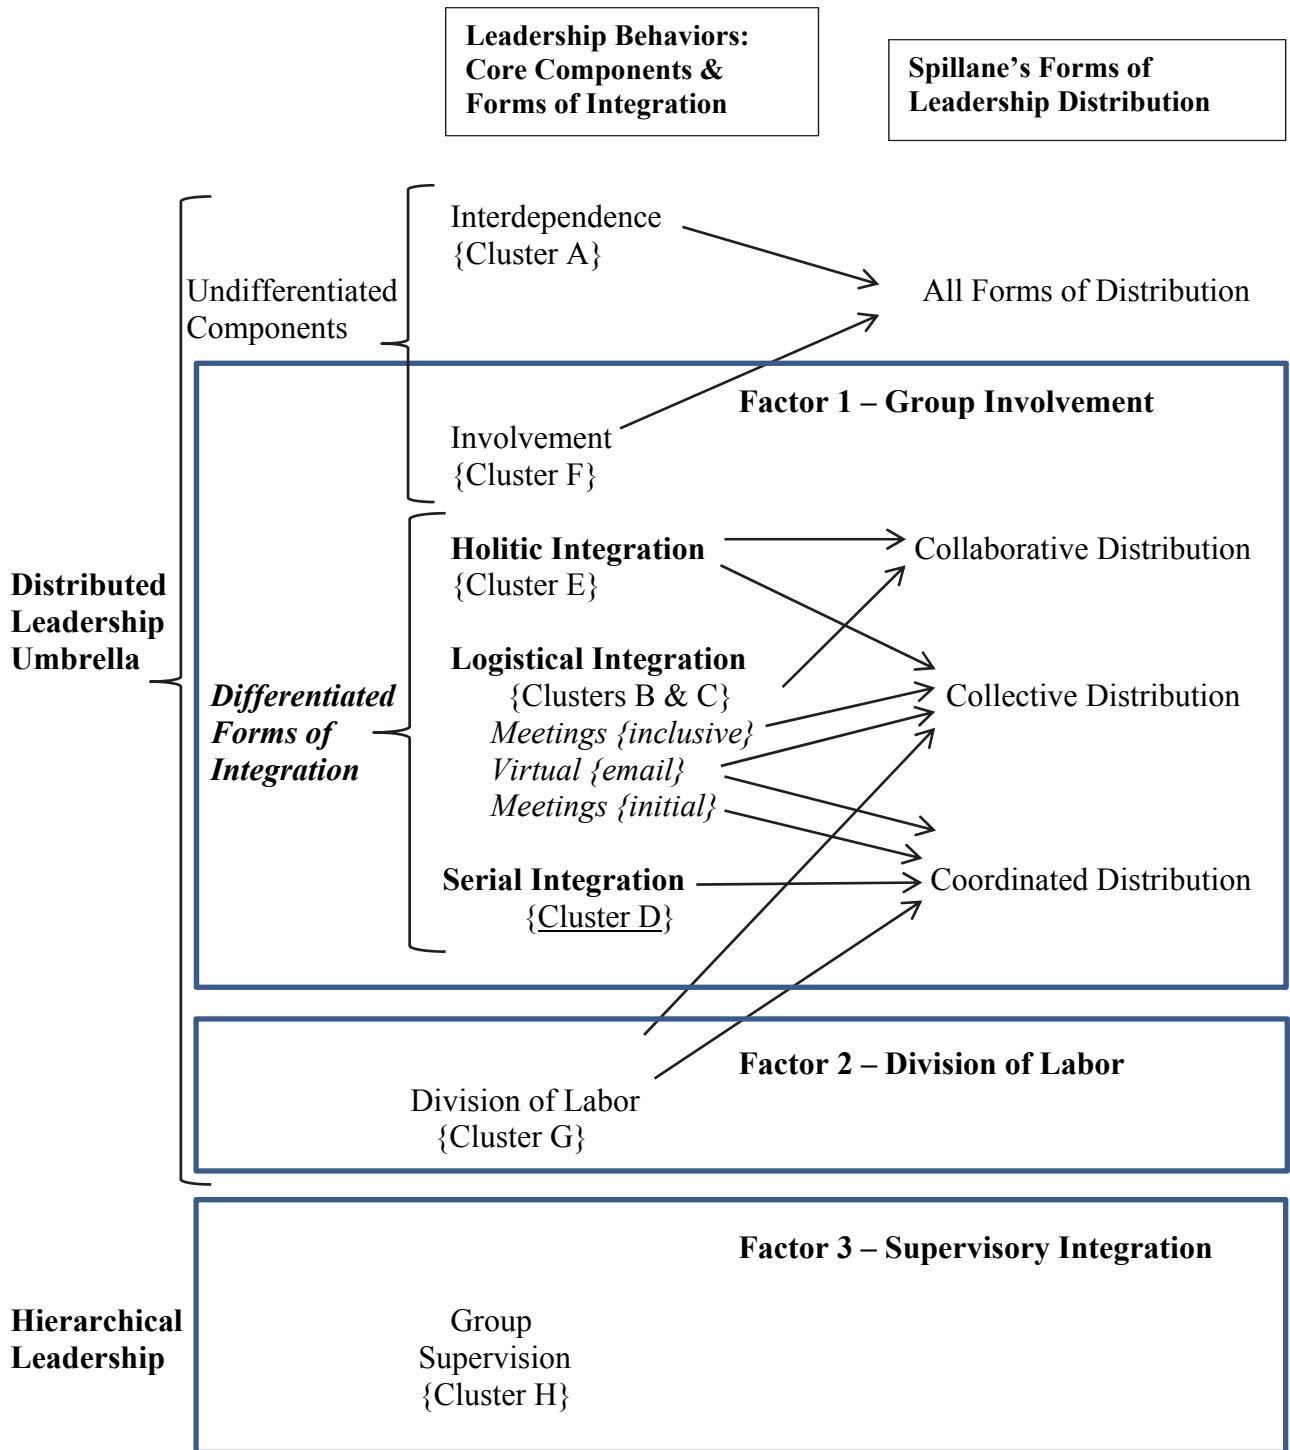 Leadership Behaviors:
Core Components &
Forms of Integration
Spillane’s Forms of
Leadership Distribution
Interdependence
{Cluster A}
Undifferentiated
Components
All Forms of Distribution
Factor 1 – Group Involvement
Involvement
{Cluster F}
Holitic Integration
{Cluster E}
Collaborative Distribution
Distributed
Leadership
Umbrella
Differentiated
Forms of
Integration
Logistical Integration
{Clusters B & C}
Meetings {inclusive}
Virtual {email}
Meetings {initial}
Collective Distribution
Serial Integration
{Cluster D}
Coordinated Distribution
Factor 2 – Division of Labor
Division of Labor
{Cluster G}
Factor 3 – Supervisory Integration
Hierarchical
Leadership
Group
Supervision
{Cluster H}